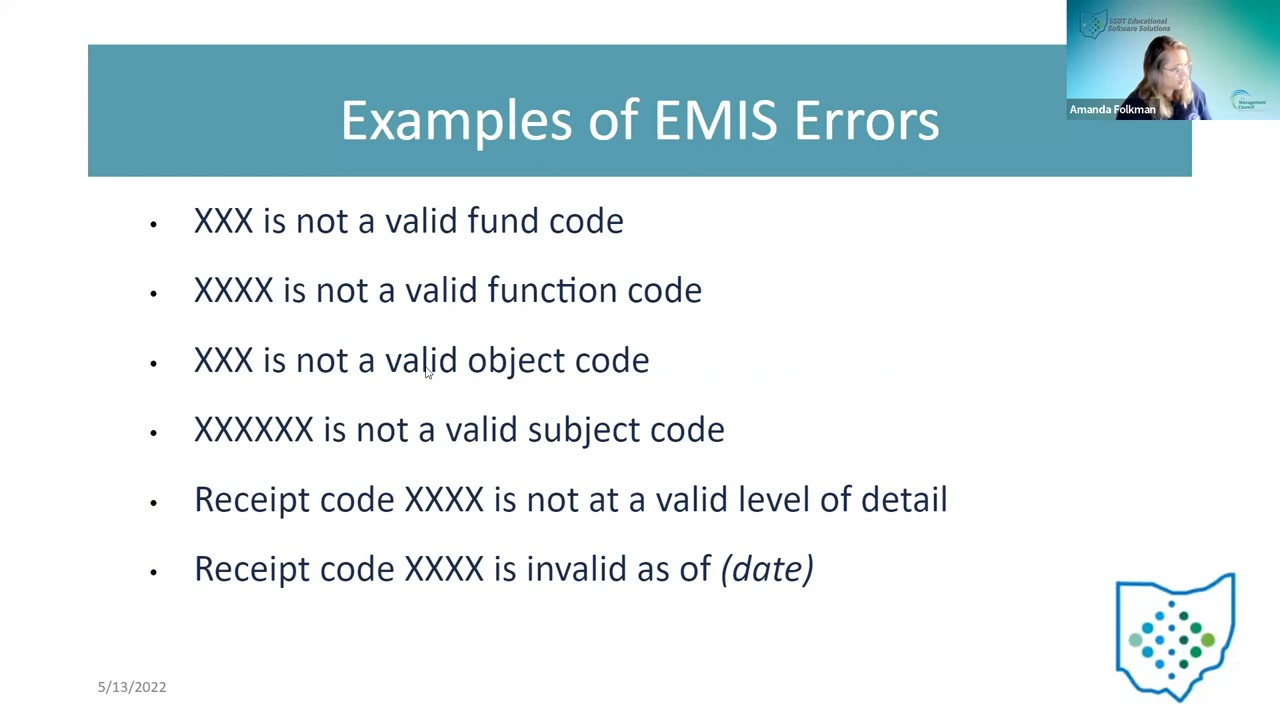 SSDT Educational
Software Solutions
Amanda Folkman
Management
Council
Examples of EMIS Errors
• XXX is not a valid fund code
• XXXX is not a valid function code
• XXX is not a valid object code
• XXXXXX is not a valid subject code
• Receipt code XXXX is not at a valid level of detail
• Receipt code XXXX is invalid as of (date)
5/13/2022